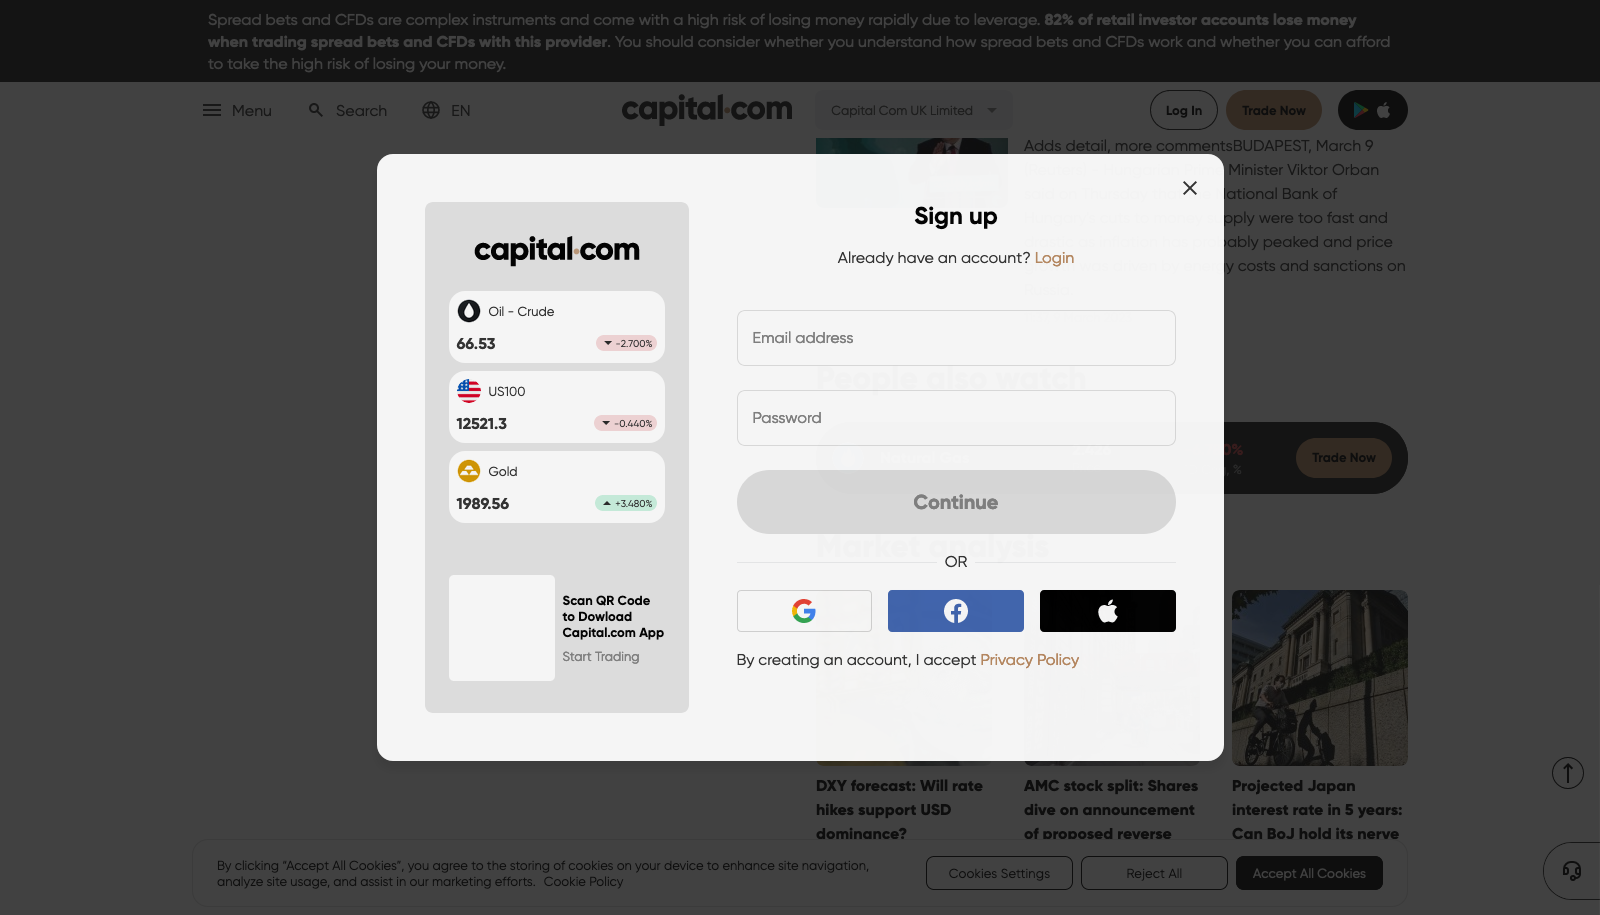 Spread bets and CFDs are complex instruments and come with a high risk of losing money rapidly due to leverage. 82% of retail investor accounts lose money
when trading spread bets and CFDs with this provider. You should consider whether you understand how spread bets and CFDs work and whether you can afford
to take the high risk of losing your money.
Menu
Search
EN
capital.com
Capital Com UK Limited
Log In
Trade Now
Adds detail, more commentsBUDAPEST, March 9
Minister Viktor Orban
National Bank of
supply were too fast and
probably peaked and price
costs and sanctions on
Sign up
Already have an account? Login
capital.com
Oil - Crude
66.53
-2.700%
US100
12521.3
-0.440%
Gold
1989.56
+3.480%
Scan QR Code
to Dowload
Capital.com App
Start Trading
Email address
People also watch
Password
Trade Now
Continue
Market analysis
OR
By creating an account, I accept Privacy Policy
DXY forecast: Will rate
hikes support USD
dominance?
AMC stock split: Shares
dive on announcement
of proposed reverse
Projected Japan
interest rate in 5 years:
Can BoJ hold its nerve
By clicking “Accept All Cookies”, you agree to the storing of cookies on your device to enhance site navigation,
analyze site usage, and assist in our marketing efforts. Cookie Policy
Cookies Settings
Reject All
Accept All Cookies